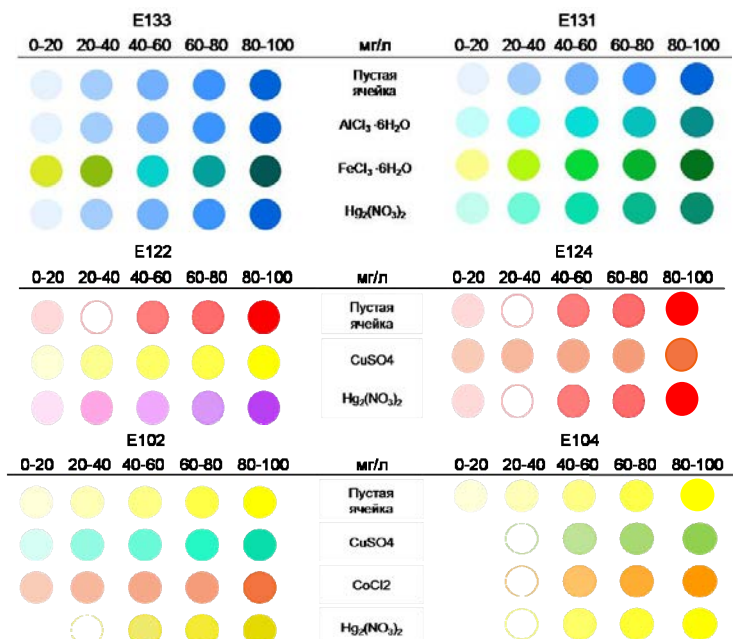 E133 E131
0-20 20-40 40-60 60-80 80-100 мг/л 0-20 20-40 40-60 60-80 80-100
Пустая
ячейка
AlCl₃ ·6H₂O
FeCl₃ ·6H₂O
Hg₂(NO₃)₂
E122 E124
0-20 20-40 40-60 60-80 80-100 мг/л 0-20 20-40 40-60 60-80 80-100
Пустая
ячейка
CuSO4
Hg₂(NO₃)₂
E102 E104
0-20 20-40 40-60 60-80 80-100 мг/л 0-20 20-40 40-60 60-80 80-100
Пустая
ячейка
CuSO4
CoCl2
Hg₂(NO₃)₂